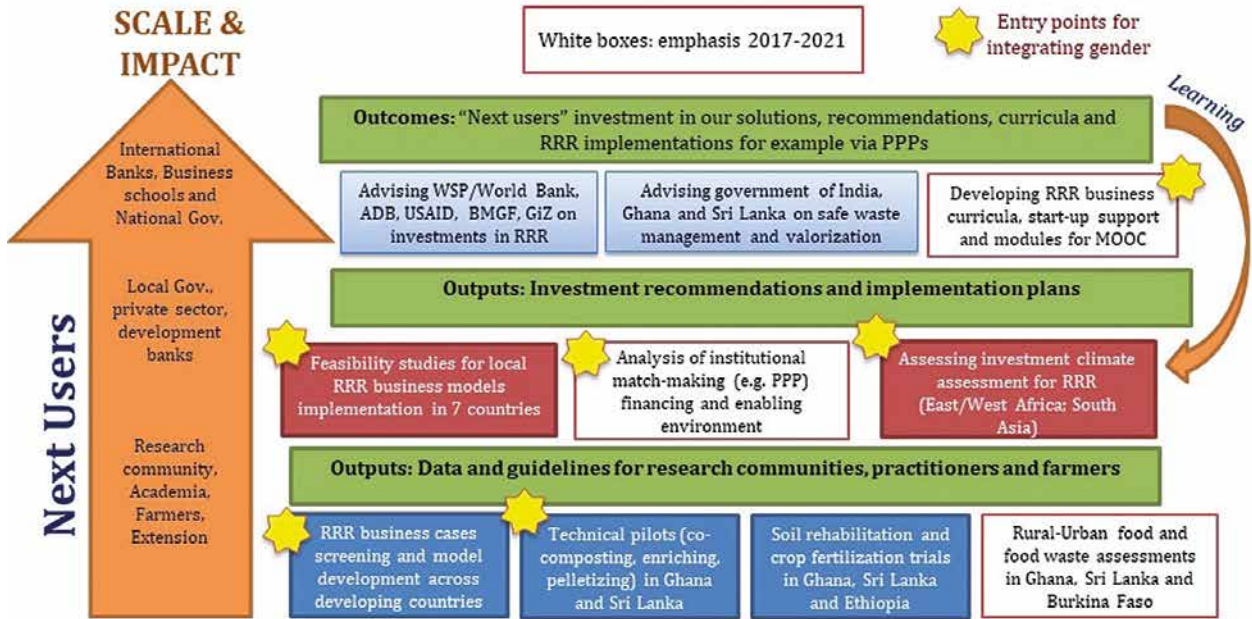 SCALE &
IMPACT
White boxes: emphasis 2017-2021
Entry points for
integrating gender
Learning
Next Users
International
Banks, Business
schools and
National Gov.
Local Gov.,
private sector,
development
banks
Research
community,
Academia,
Farmers,
Extension
Outcomes: "Next users" investment in our solutions, recommendations, curricula and
RRR implementations for example via PPPs
Advising WSP/World Bank,
ADB, USAID, BMGF, GiZ on
investments in RRR
Advising government of India,
Ghana and Sri Lanka on safe waste
management and valorization
Developing RRR business
curricula, start-up support
and modules for MOOC
Outputs: Investment recommendations and implementation plans
Feasibility studies for local
RRR business models
implementation in 7 countries
Analysis of institutional
match-making (e.g. PPP)
financing and enabling
environment
Assessing investment climate
assessment for RRR
(East/West Africa; South
Asia)
Outputs: Data and guidelines for research communities, practitioners and farmers
RRR business cases
screening and model
development across
developing countries
Technical pilots (co-
composting, enriching,
pelletizing) in Ghana
and Sri Lanka
Soil rehabilitation and
crop fertilization trials
in Ghana, Sri Lanka
and Ethiopia
Rural-Urban food and
food waste assessments
in Ghana, Sri Lanka and
Burkina Faso